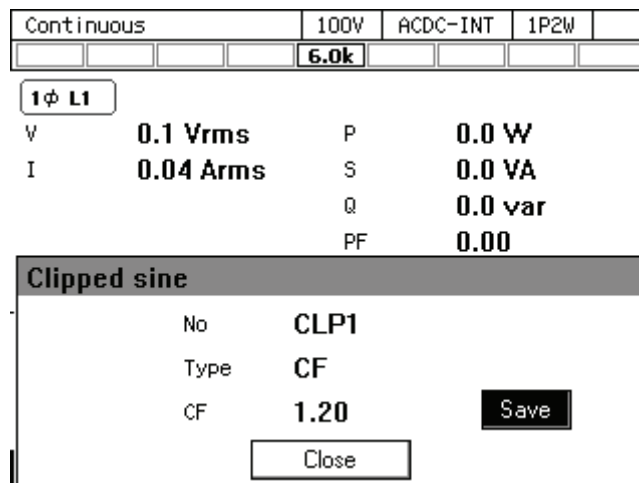 Continuous 100V ACDC-INT 1P2W
6.0k
1ϕ L1
V 0.1 Vrms P 0.0 W
I 0.04 Arms S 0.0 VA
Q 0.0 var
PF 0.00
Clipped sine
No CLP1
Type CF
CF 1.20 Save
Close